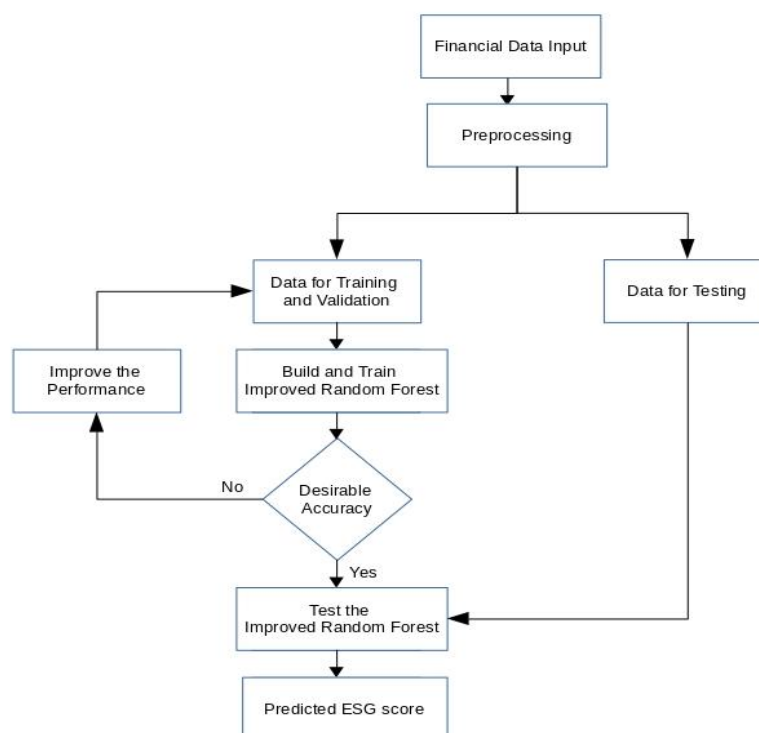 Financial Data Input
Preprocessing
Data for Training
and Validation
Data for Testing
Improve the
Performance
Build and Train
Improved Random Forest
No
Desirable
Accuracy
Yes
Test the
Improved Random Forest
Predicted ESG score